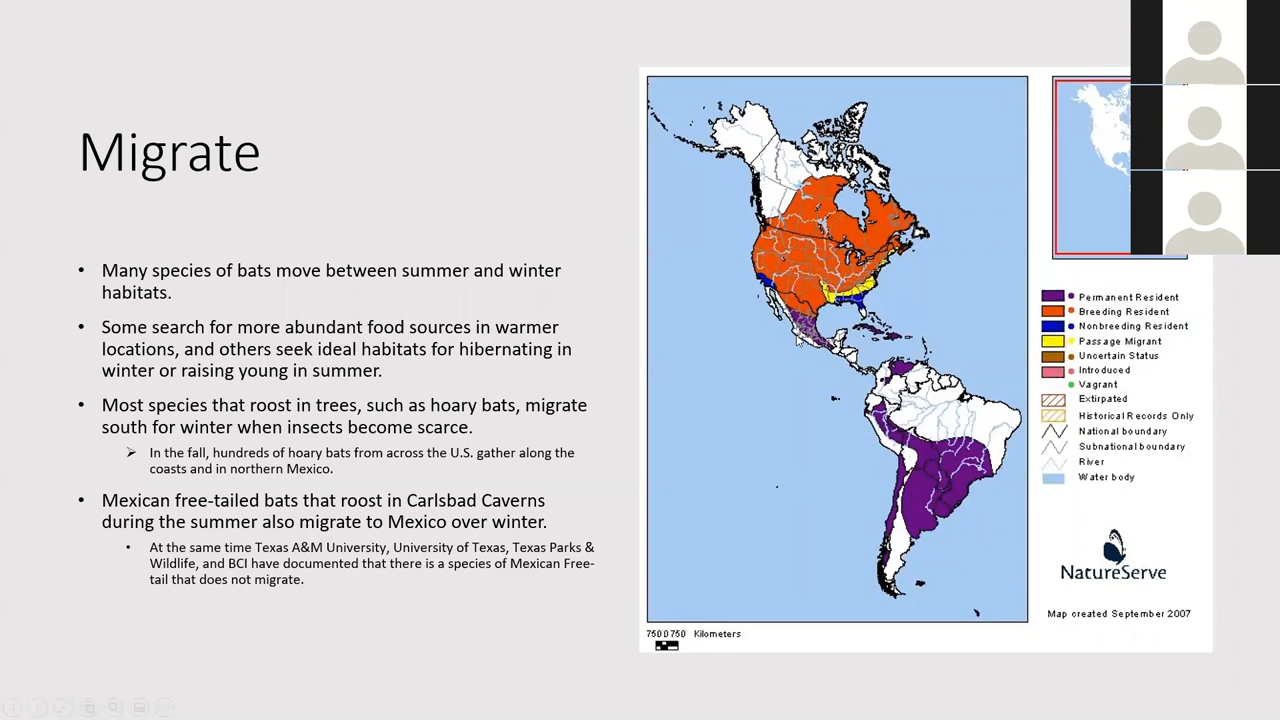 Migrate
Many species of bats move between summer and winter
habitats.
Some search for more abundant food sources in warmer
locations, and others seek ideal habitats for hibernating in
winter or raising young in summer.
Most species that roost in trees, such as hoary bats, migrate
south for winter when insects become scarce.
In the fall, hundreds of hoary bats from across the U.S. gather along the
coasts and in northern Mexico.
Mexican free-tailed bats that roost in Carlsbad Caverns
during the summer also migrate to Mexico over winter.
At the same time Texas A&M University, University of Texas, Texas Parks &
Wildlife, and BCI have documented that there is a species of Mexican Free-
tail that does not migrate.
Permanent Resident
Breeding Resident
Nonbreeding Resident
Passage Migrant
Uncertain Status
Introduced
Vagrant
Extirpated
Historical Records Only
National boundary
Subnational boundary
River
Water body
NatureServe
Map created September 2007
750 0 750 Kilometers